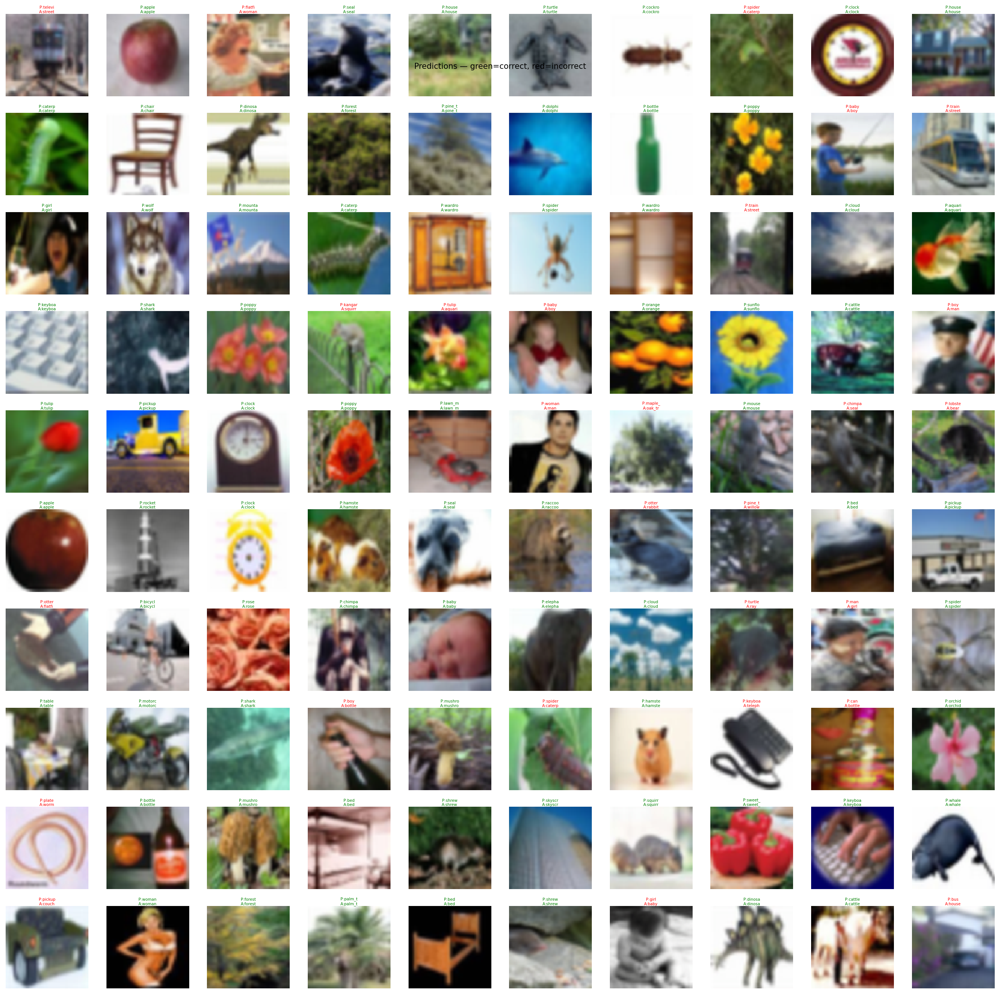 P:televi
A:street
P:apple
A:apple
P:flatfi
A:woman
P:seal
A:seal
P:house
A:house
P:turtle
A:turtle
P:cockro
A:cockro
P:spider
A:caterp
P:clock
A:clock
P:house
A:house
Predictions — green=correct, red=incorrect
P:caterp
A:caterp
P:chair
A:chair
P:dinosa
A:dinosa
P:forest
A:forest
P:pine_t
A:pine_t
P:dolphi
A:dolphi
P:bottle
A:bottle
P:poppy
A:poppy
P:baby
A:boy
P:train
A:street
P:girl
A:girl
P:wolf
A:wolf
P:mounta
A:mounta
P:caterp
A:caterp
P:wardro
A:wardro
P:spider
A:spider
P:wardro
A:wardro
P:train
A:street
P:cloud
A:cloud
P:aquari
A:aquari
P:keyboa
A:keyboa
P:shark
A:shark
P:poppy
A:poppy
P:kangar
A:squirr
P:tulip
A:aquari
P:baby
A:boy
P:orange
A:orange
P:sunflo
A:sunflo
P:cattle
A:cattle
P:boy
A:man
P:tulip
A:tulip
P:pickup
A:pickup
P:clock
A:clock
P:poppy
A:poppy
P:lawn_m
A:lawn_m
P:woman
A:man
P:maple_
A:oak_tr
P:mouse
A:mouse
P:chimpa
A:seal
P:lobste
A:bear
P:apple
A:apple
P:rocket
A:rocket
P:clock
A:clock
P:hamste
A:hamste
P:seal
A:seal
P:raccoo
A:raccoo
P:otter
A:rabbit
P:pine_t
A:willow
P:bed
A:bed
P:pickup
A:pickup
P:otter
A:flatfi
P:bicycl
A:bicycl
P:rose
A:rose
P:chimpa
A:chimpa
P:baby
A:baby
P:elepha
A:elepha
P:cloud
A:cloud
P:turtle
A:ray
P:man
A:girl
P:spider
A:spider
P:table
A:table
P:motorc
A:motorc
P:shark
A:shark
P:boy
A:bottle
P:mushro
A:mushro
P:spider
A:caterp
P:hamste
A:hamste
P:keyboa
A:teleph
P:can
A:bottle
P:orchid
A:orchid
P:plate
A:worm
P:bottle
A:bottle
P:mushro
A:mushro
P:bed
A:bed
P:shrew
A:shrew
P:skyscr
A:skyscr
P:squirr
A:squirr
P:sweet_
A:sweet_
P:keyboa
A:keyboa
P:whale
A:whale
P:pickup
A:couch
P:woman
A:woman
P:forest
A:forest
P:palm_t
A:palm_t
P:bed
A:bed
P:shrew
A:shrew
P:girl
A:baby
P:dinosa
A:dinosa
P:cattle
A:cattle
P:bus
A:house